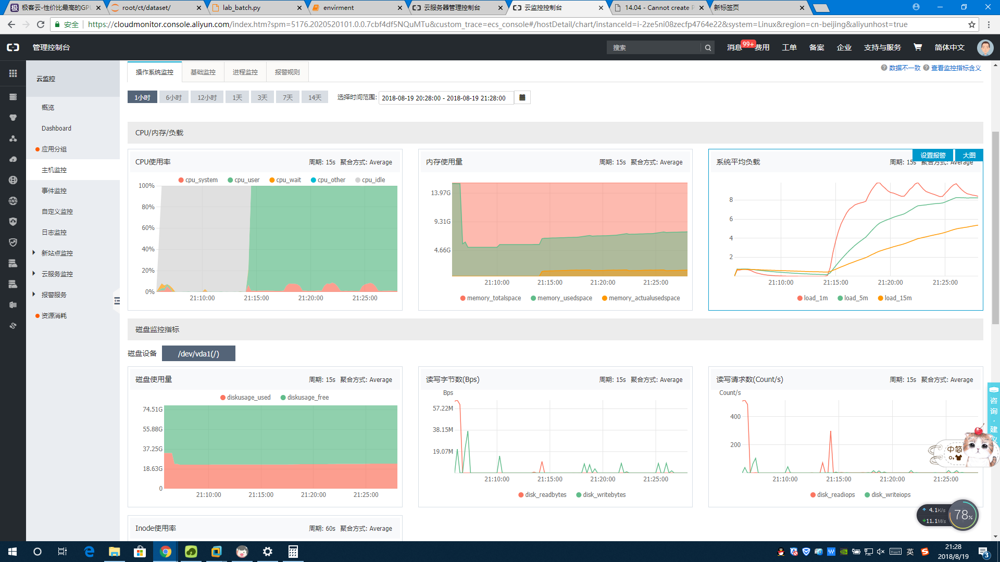 极客云-性价比最高的GPU
root/ct/dataset/
lab_batch.py
envirment
云服务器管理控制台
云监控控制台
14.04 - Cannot create P
新标签页
安全
https://cloudmonitor.console.aliyun.com/index.htm?spm=5176.2020520101.0.0.7cbf4df5NQuMTu&custom_trace=ecs_console#/hostDetail/chart/instanceId=i-2ze5ni08zecfp4764e22&system=Linux&region=cn-beijing&aliyunhost=true
管理控制台
搜索
消息 99+ 费用 工单 备案 企业 支持与服务 简体中文
云监控
概览
Dashboard
应用分组
主机监控
事件监控
自定义监控
日志监控
新站点监控
云服务监控
报警服务
资源消耗
DNS
操作系统监控 基础监控 进程监控 报警规则
数据不一致 查看监控指标含义
1小时 6小时 12小时 1天 3天 7天 14天
选择时间范围: 2018-08-19 20:28:00 - 2018-08-19 21:28:00
CPU/内存/负载
CPU使用率 周期: 15s 聚合方式: Average
cpu_system cpu_user cpu_wait cpu_other cpu_idle
100%
80%
60%
40%
20%
0%
21:10:00 21:15:00 21:20:00 21:25:00
内存使用量 周期: 15s 聚合方式: Average
13.97G
9.31G
4.66G
21:10:00 21:15:00 21:20:00 21:25:00
memory_totalspace memory_usedspace memory_actualusedspace
设置报警 大图
系统平均负载 周期: 15s 聚合方式: Average
8
6
4
2
21:10:00 21:15:00 21:20:00 21:25:00
load_1m load_5m load_15m
磁盘监控指标
磁盘设备 /dev/vda1(/)
磁盘使用量 周期: 15s 聚合方式: Average
diskusage_used diskusage_free
74.51G
55.88G
37.25G
18.63G
0
21:10:00 21:15:00 21:20:00 21:25:00
读写字节数(Bps) 周期: 15s 聚合方式: Average
Bps
57.22M
38.15M
19.07M
21:10:00 21:15:00 21:20:00 21:25:00
disk_readbytes disk_writebytes
读写请求数(Count/s) 周期: 15s 聚合方式: Average
Count/s
400
200
21:10:00 21:15:00 21:20:00 21:25:00
disk_readiops disk_writeiops
咨询·建
中简
4.1K/s
11.1M/s
78%
Inode使用率 周期: 60s 聚合方式: Average
英
21:28
2018/8/19
3